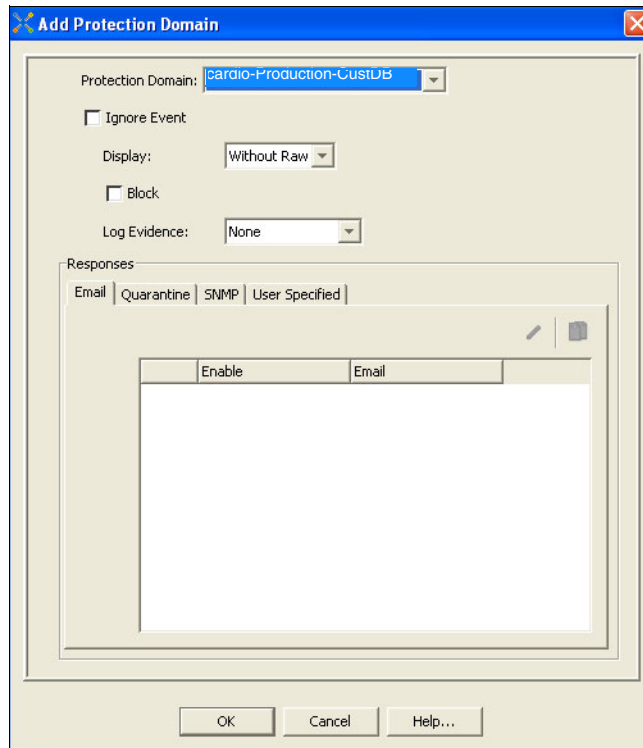 Add Protection Domain
Protection Domain: cardio-Production-CustDB
Ignore Event
Display: Without Raw
Block
Log Evidence: None
Responses
Email Quarantine SNMP User Specified
Enable Email
OK Cancel Help...